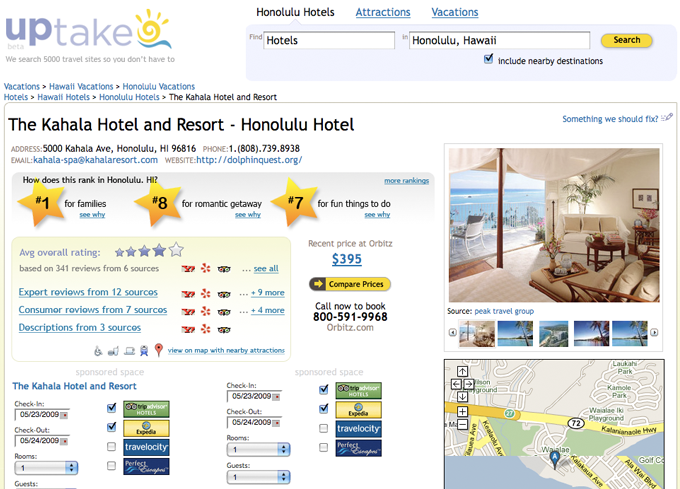 uptake
beta
We search 5000 travel sites so you don't have to
Honolulu Hotels Attractions Vacations
Find Hotels in Honolulu, Hawaii Search
include nearby destinations
Vacations > Hawaii Vacations > Honolulu Vacations
Hotels > Hawaii Hotels > Honolulu Hotels > The Kahala Hotel and Resort
Something we should fix?
The Kahala Hotel and Resort - Honolulu Hotel
ADDRESS: 5000 Kahala Ave, Honolulu, HI 96816 PHONE: 1.(808).739.8938
EMAIL: kahala-spa@kahalaresort.com WEBSITE: http://dolphinquest.org/
How does this rank in Honolulu, HI? more rankings
#1 for families see why
#8 for romantic getaway see why
#7 for fun things to do see why
Avg overall rating:
based on 341 reviews from 6 sources ... see all
Expert reviews from 12 sources ... + 9 more
Consumer reviews from 7 sources ... + 4 more
Descriptions from 3 sources
view on map with nearby attractions
Recent price at Orbitz
$395
Compare Prices
Call now to book
800-591-9968
Orbitz.com
Source: peak travel group
sponsored space
The Kahala Hotel and Resort
Check-In:
05/23/2009
Check-Out:
05/24/2009
Rooms:
1
Guests:
tripadvisor HOTELS
Expedia
travelocity
Perfect Escapes
sponsored space
Check-In:
05/23/2009
Check-Out:
05/24/2009
Rooms:
1
Guests:
1
tripadvisor HOTELS
Expedia
travelocity
Perfect Escapes
Laukahi
Park
Kamole
Park
Wilson
Playground
Waialae Iki
Playground
H1
72
Kalanianaole Hwy
Waialae
A
Kilauea Ave
Kalakaua Ave
Ala Wai Blvd
Golf Co